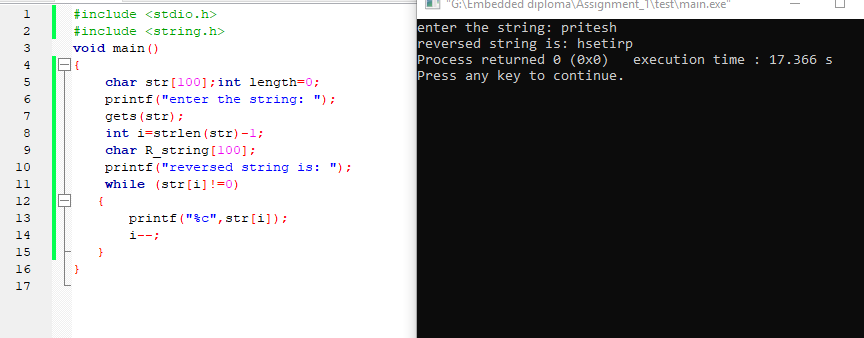 1 #include <stdio.h>
2 #include <string.h>
3 void main()
4 {
5 char str[100];int length=0;
6 printf("enter the string: ");
7 gets(str);
8 int i=strlen(str)-1;
9 char R_string[100];
10 printf("reversed string is: ");
11 while (str[i]!=0)
12 {
13 printf("%c",str[i]);
14 i--;
15 }
16 }
17
"G:\Embedded diploma\Assignment_1\test\main.exe"
enter the string: pritesh
reversed string is: hsetirp
Process returned 0 (0x0) execution time : 17.366 s
Press any key to continue.